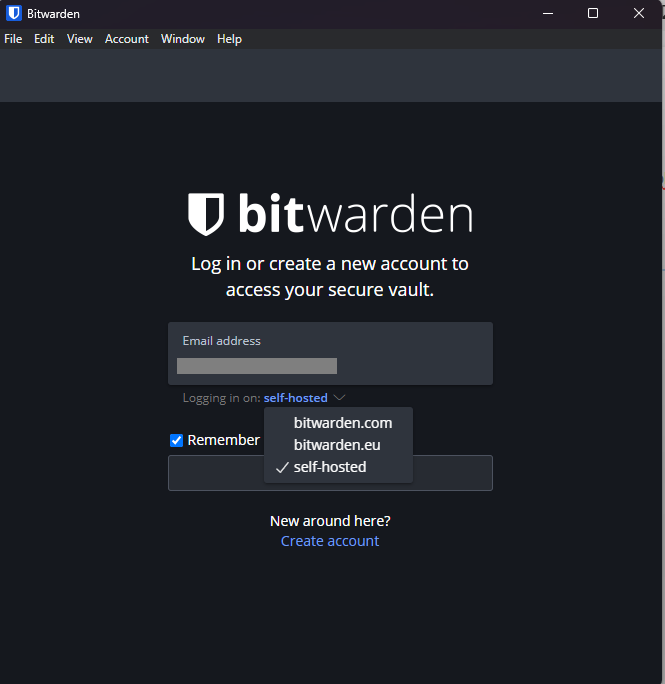 Bitwarden
File Edit View Account Window Help
bitwarden
Log in or create a new account to
access your secure vault.
Email address
Logging in on: self-hosted
bitwarden.com
Remember
bitwarden.eu
self-hosted
New around here?
Create account